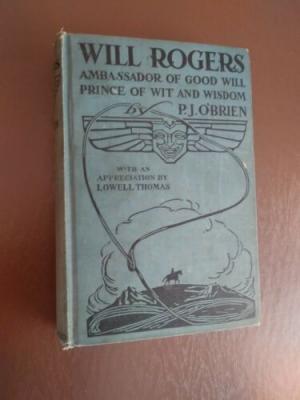 WILL ROGERS
AMBASSADOR OF GOOD WILL
PRINCE OF WIT AND WISDOM
by P.J. O'BRIEN
WITH AN
APPRECIATION BY
LOWELL THOMAS